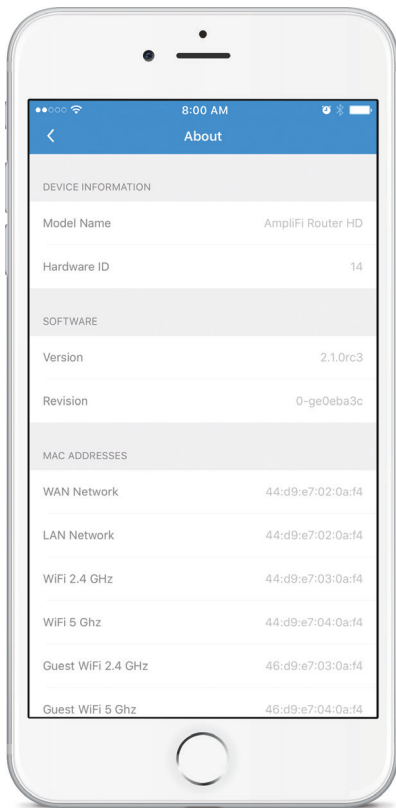 8:00 AM
About
DEVICE INFORMATION
Model Name AmpliFi Router HD
Hardware ID 14
SOFTWARE
Version 2.1.0rc3
Revision 0-ge0eba3c
MAC ADDRESSES
WAN Network 44:d9:e7:02:0a:f4
LAN Network 44:d9:e7:02:0a:f4
WiFi 2.4 GHz 44:d9:e7:03:0a:f4
WiFi 5 Ghz 44:d9:e7:04:0a:f4
Guest WiFi 2.4 GHz 46:d9:e7:03:0a:f4
Guest WiFi 5 Ghz 46:d9:e7:04:0a:f4